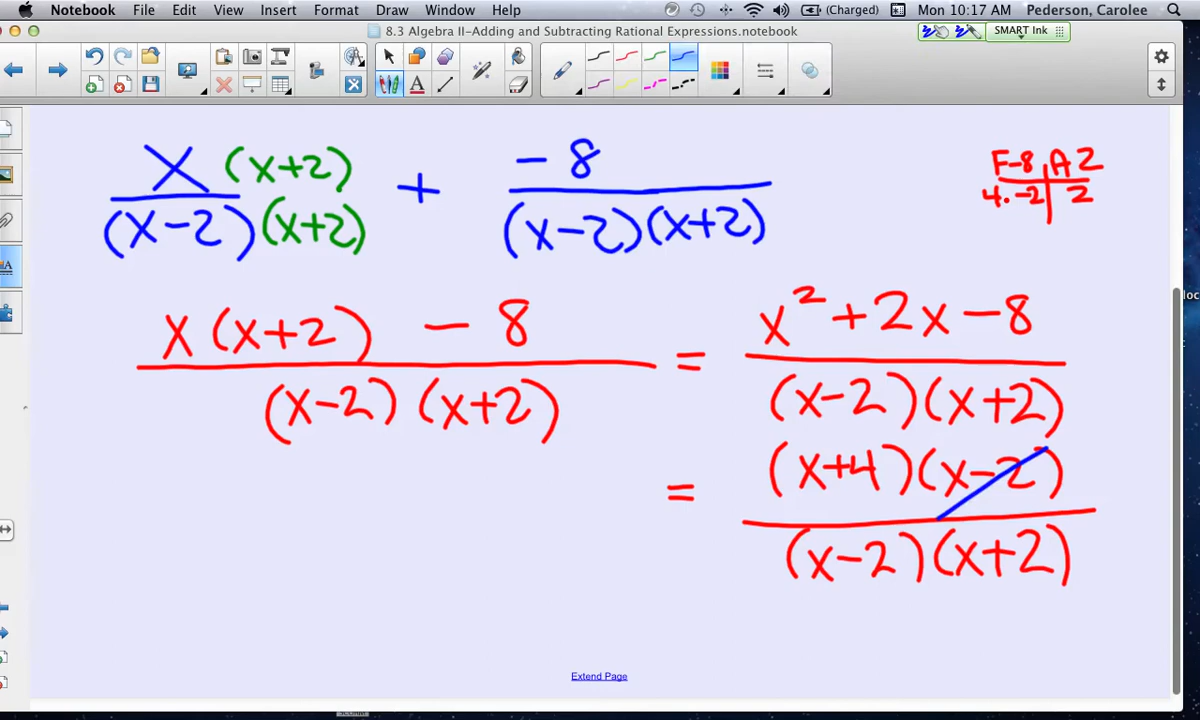 Notebook File Edit View Insert Format Draw Window Help (Charged) Mon 10:17 AM Pederson, Carolee
8.3 Algebra II-Adding and Subtracting Rational Expressions.notebook
SMART Ink
x (x+2) + -8
(x-2)(x+2) (x-2)(x+2)
F-8 A 2
4. -2 2
x(x+2) - 8 = x² + 2x - 8
(x-2)(x+2) (x-2)(x+2)
= (x+4)(x-2)
(x-2)(x+2)
Extend Page